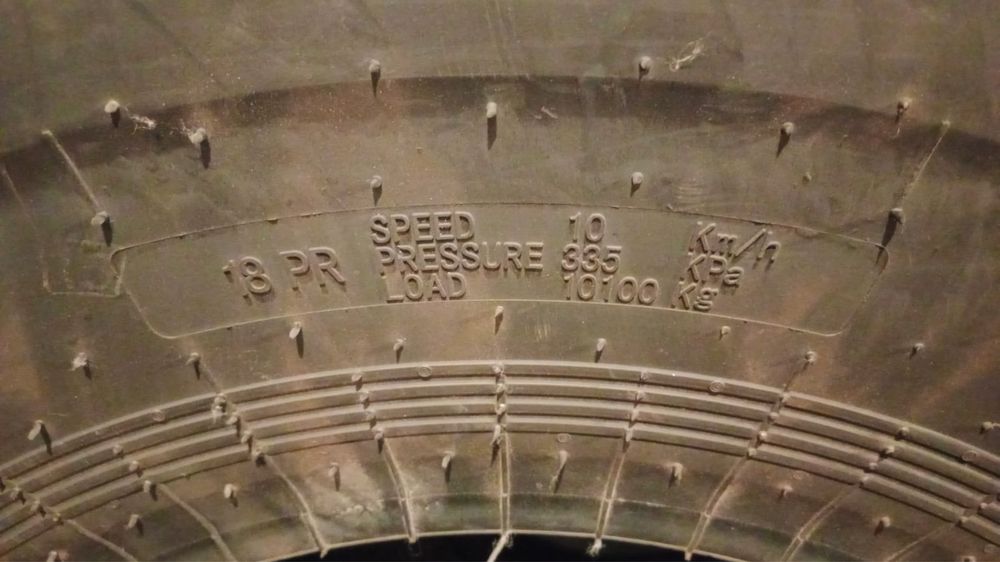 18 PR
SPEED 10 Km/h
PRESSURE 335 KPa
LOAD 10100 Kg